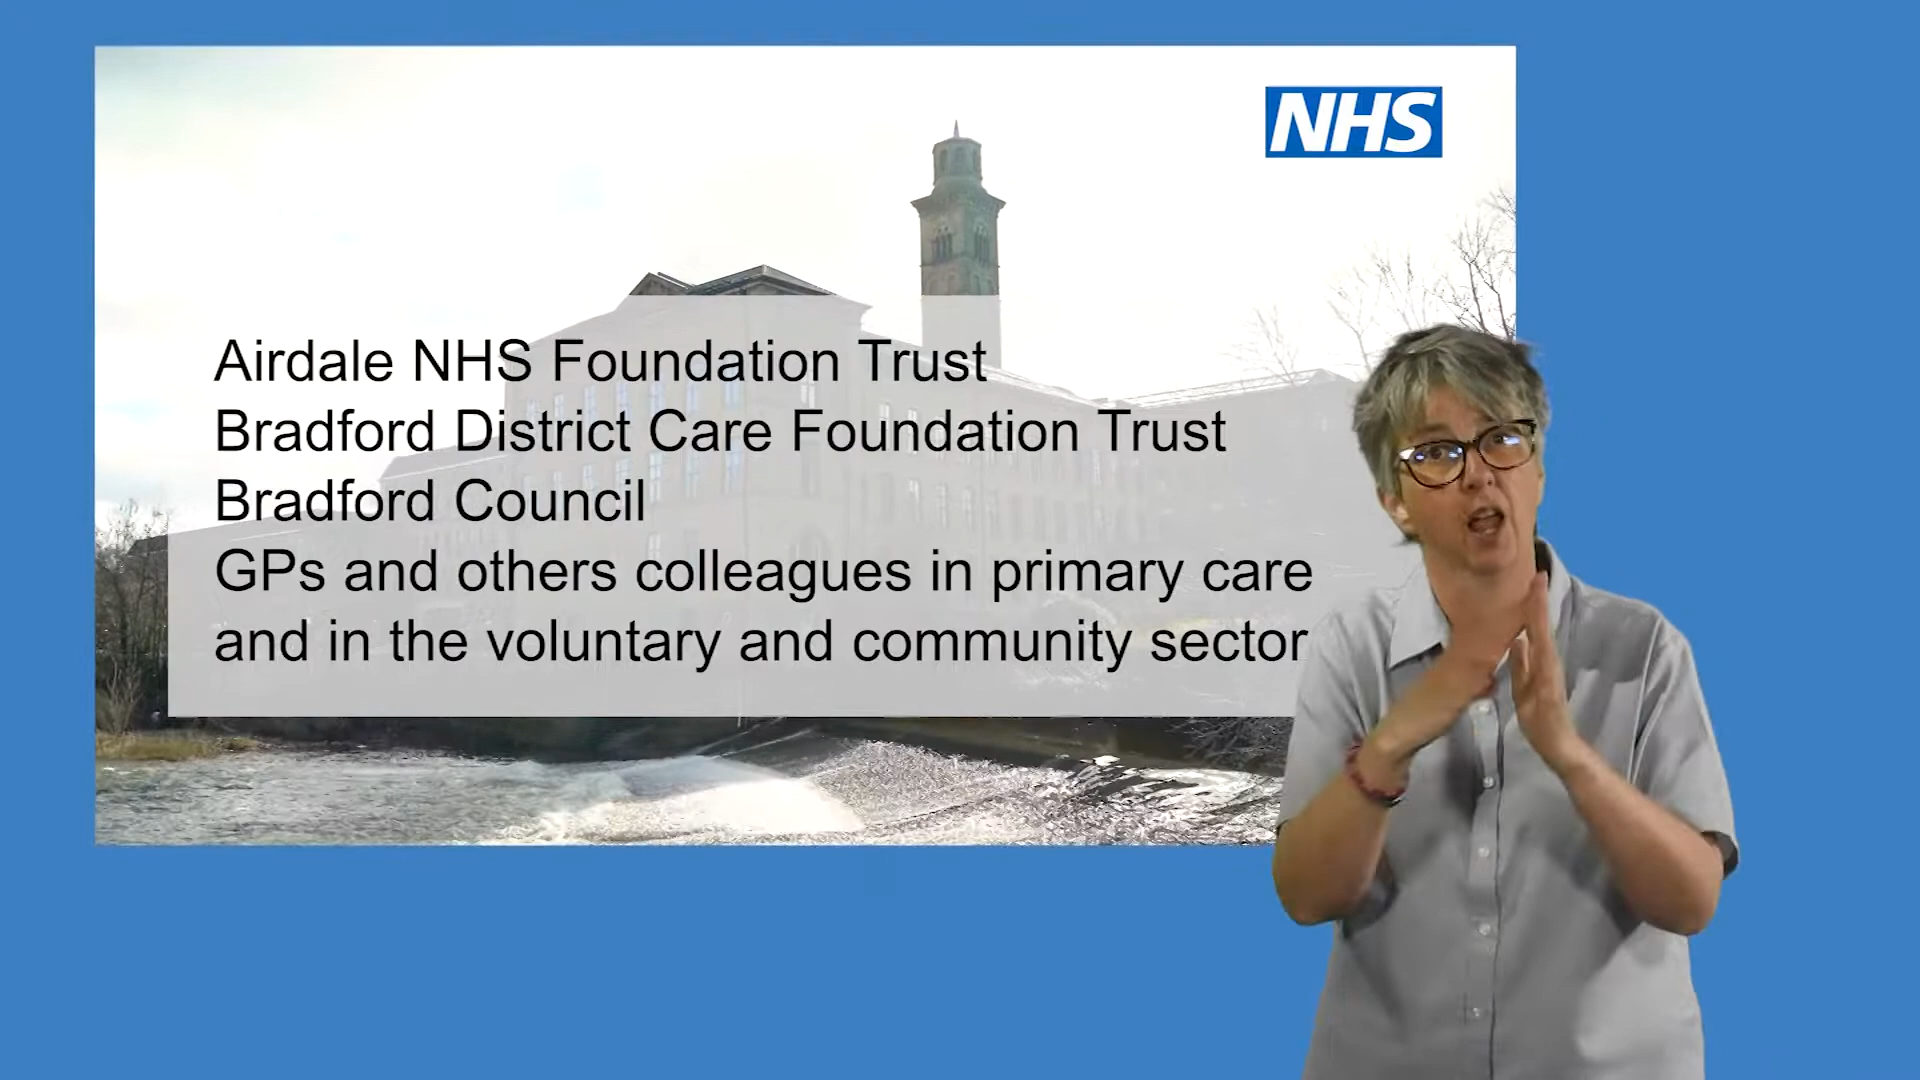 NHS
Airdale NHS Foundation Trust
Bradford District Care Foundation Trust
Bradford Council
GPs and others colleagues in primary care
and in the voluntary and community sector